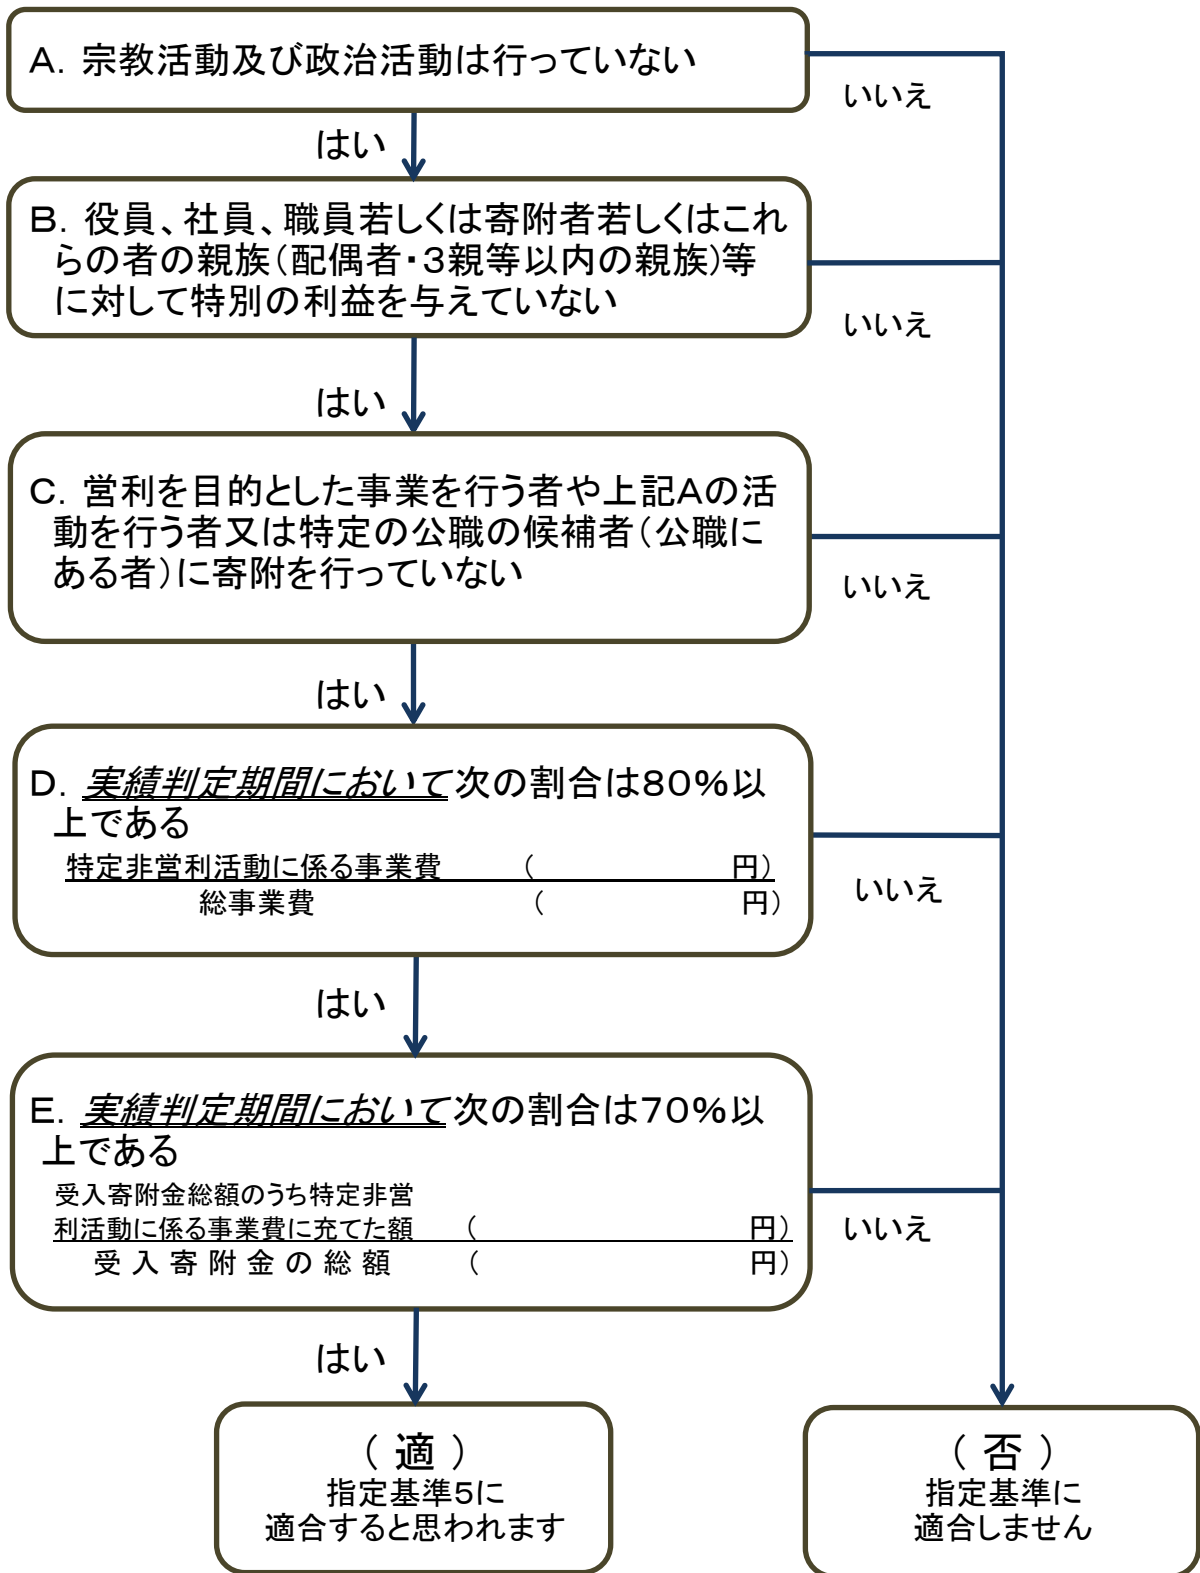 A. 宗教活動及び政治活動は行っていない
いいえ
はい
B. 役員、社員、職員若しくは寄附者若しくはこれ
らの者の親族(配偶者・3親等以内の親族)等
に対して特別の利益を与えていない
いいえ
はい
C. 営利を目的とした事業を行う者や上記Aの活
動を行う者又は特定の公職の候補者(公職に
ある者)に寄附を行っていない
いいえ
はい
D. 実績判定期間において次の割合は80%以
上である
特定非営利活動に係る事業費 ( 円)
総事業費 ( 円)
いいえ
はい
E. 実績判定期間において次の割合は70%以
上である
受入寄附金総額のうち特定非営
利活動に係る事業費に充てた額 ( 円)
受入寄附金の総額 ( 円)
いいえ
はい
(適)
指定基準5に
適合すると思われます
(否)
指定基準に
適合しません